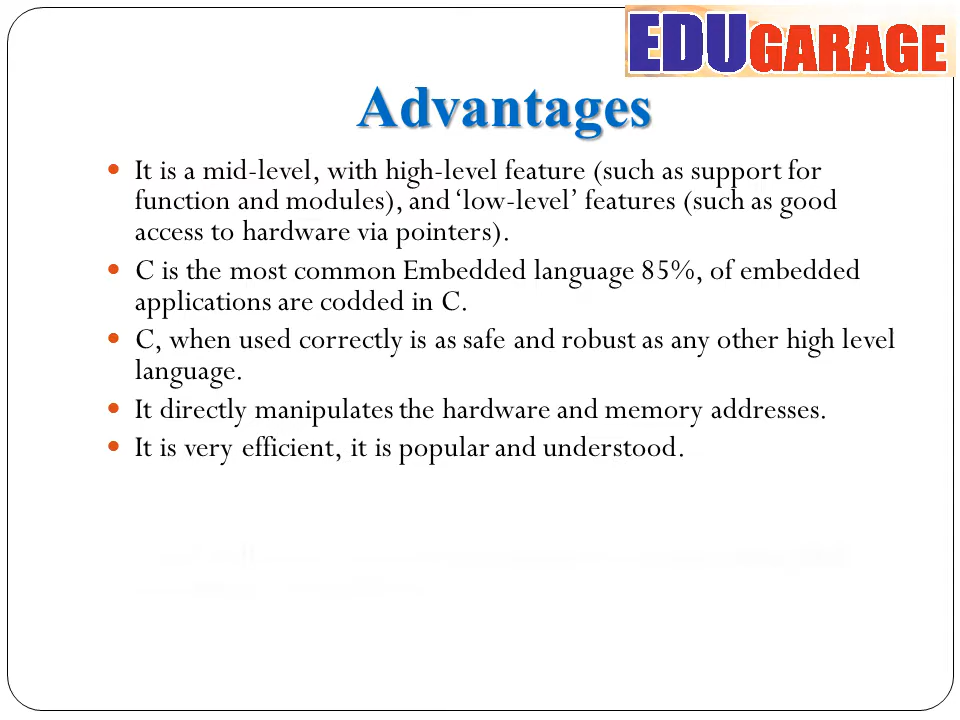 EDUGARAGE
Advantages
• It is a mid-level, with high-level feature (such as support for
function and modules), and ‘low-level’ features (such as good
access to hardware via pointers).
• C is the most common Embedded language 85%, of embedded
applications are codded in C.
• C, when used correctly is as safe and robust as any other high level
language.
• It directly manipulates the hardware and memory addresses.
• It is very efficient, it is popular and understood.